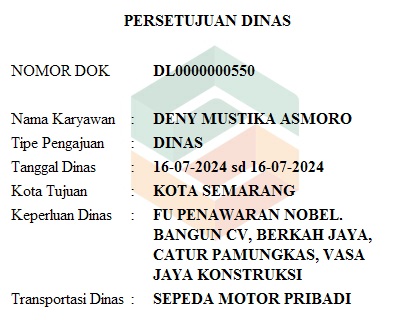 PERSETUJUAN DINAS
NOMOR DOK DL0000000550
Nama Karyawan : DENY MUSTIKA ASMORO
Tipe Pengajuan : DINAS
Tanggal Dinas : 16-07-2024 sd 16-07-2024
Kota Tujuan : KOTA SEMARANG
Keperluan Dinas : FU PENAWARAN NOBEL.
BANGUN CV, BERKAH JAYA,
CATUR PAMUNGKAS, VASA
JAYA KONSTRUKSI
Transportasi Dinas : SEPEDA MOTOR PRIBADI